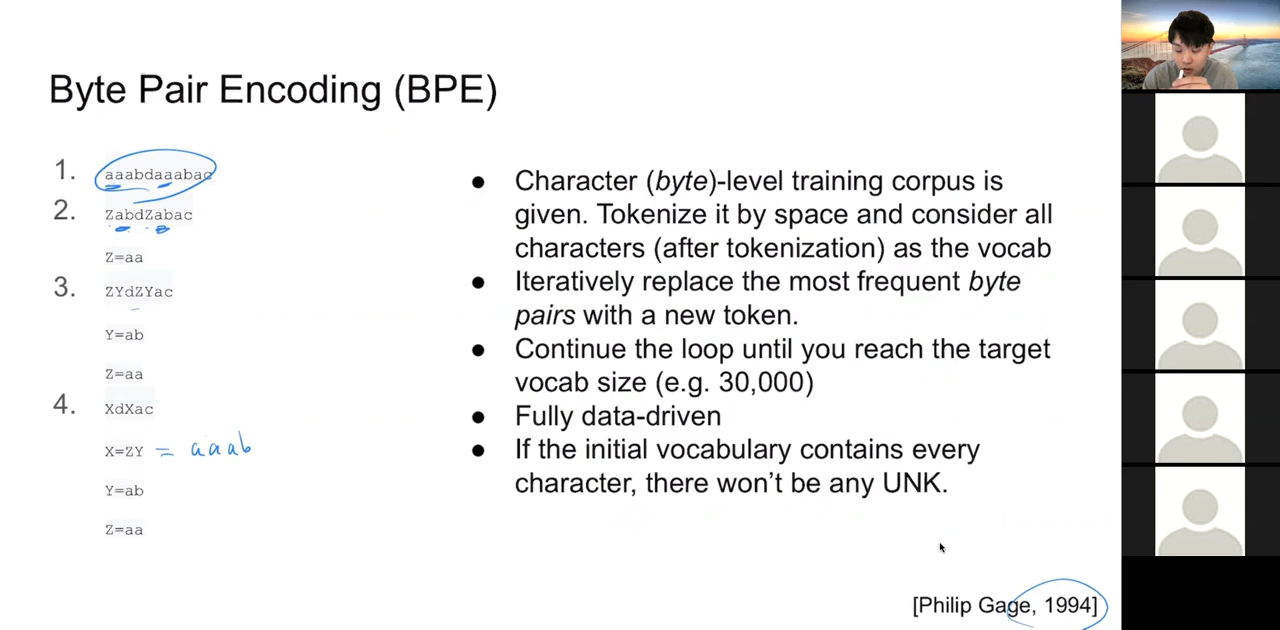 Byte Pair Encoding (BPE)
1. aaabdaaabac
2. ZabdZabac
Z=aa
3. ZYdZYac
Y=ab
Z=aa
4. XdXac
X=ZY = aaab
Y=ab
Z=aa
● Character (byte)-level training corpus is
given. Tokenize it by space and consider all
characters (after tokenization) as the vocab
● Iteratively replace the most frequent byte
pairs with a new token.
● Continue the loop until you reach the target
vocab size (e.g. 30,000)
● Fully data-driven
● If the initial vocabulary contains every
character, there won't be any UNK.
[Philip Gage, 1994]